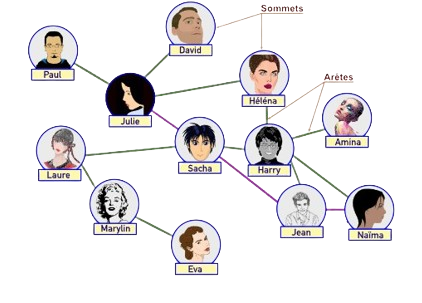 Sommets
David
Paul
Arêtes
Héléna
Julie
Amina
Laure
Sacha
Harry
Marylin
Jean
Naïma
Eva